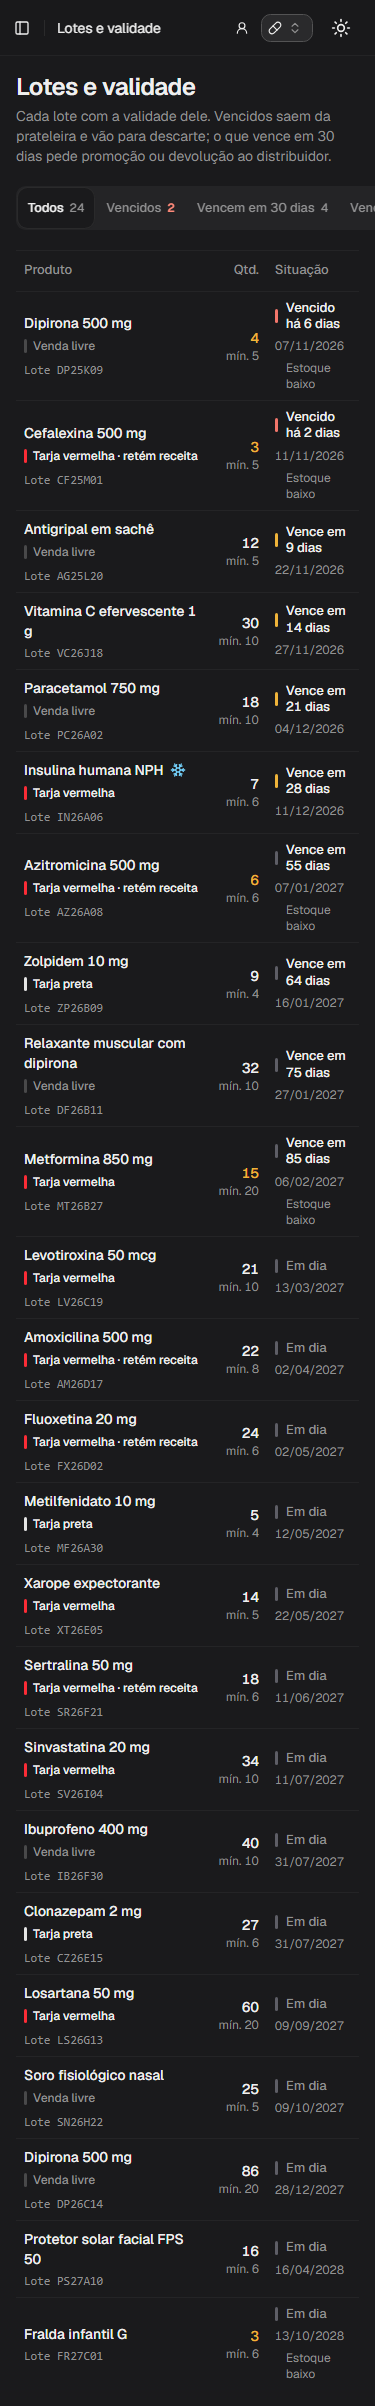 Lotes e validade
Lotes e validade
Cada lote com a validade dele. Vencidos saem da
prateleira e vão para descarte; o que vence em 30
dias pede promoção ou devolução ao distribuidor.
Todos 24 Vencidos 2 Vencem em 30 dias 4
Produto Qtd. Situação
Dipirona 500 mg
Venda livre
Lote DP25K09
4
mín. 5
Vencido
há 6 dias
07/11/2026
Estoque
baixo
Cefalexina 500 mg
Tarja vermelha · retém receita
Lote CF25M01
3
mín. 5
Vencido
há 2 dias
11/11/2026
Estoque
baixo
Antigripal em sachê
Venda livre
Lote AG25L20
12
mín. 5
Vence em
9 dias
22/11/2026
Vitamina C efervescente 1
g
Lote VC26J18
30
mín. 10
Vence em
14 dias
27/11/2026
Paracetamol 750 mg
Venda livre
Lote PC26A02
18
mín. 10
Vence em
21 dias
04/12/2026
Insulina humana NPH
Tarja vermelha
Lote IN26A06
7
mín. 6
Vence em
28 dias
11/12/2026
Azitromicina 500 mg
Tarja vermelha · retém receita
Lote AZ26A08
6
mín. 6
Vence em
55 dias
07/01/2027
Estoque
baixo
Zolpidem 10 mg
Tarja preta
Lote ZP26B09
9
mín. 4
Vence em
64 dias
16/01/2027
Relaxante muscular com
dipirona
Venda livre
Lote DF26B11
32
mín. 10
Vence em
75 dias
27/01/2027
Metformina 850 mg
Tarja vermelha
Lote MT26B27
15
mín. 20
Vence em
85 dias
06/02/2027
Estoque
baixo
Levotiroxina 50 mcg
Tarja vermelha
Lote LV26C19
21
mín. 10
Em dia
13/03/2027
Amoxicilina 500 mg
Tarja vermelha · retém receita
Lote AM26D17
22
mín. 8
Em dia
02/04/2027
Fluoxetina 20 mg
Tarja vermelha · retém receita
Lote FX26D02
24
mín. 6
Em dia
02/05/2027
Metilfenidato 10 mg
Tarja preta
Lote MF26A30
5
mín. 4
Em dia
12/05/2027
Xarope expectorante
Tarja vermelha
Lote XT26E05
14
mín. 5
Em dia
22/05/2027
Sertralina 50 mg
Tarja vermelha · retém receita
Lote SR26F21
18
mín. 6
Em dia
11/06/2027
Sinvastatina 20 mg
Tarja vermelha
Lote SV26I04
34
mín. 10
Em dia
11/07/2027
Ibuprofeno 400 mg
Venda livre
Lote IB26F30
40
mín. 10
Em dia
31/07/2027
Clonazepam 2 mg
Tarja preta
Lote CZ26E15
27
mín. 6
Em dia
31/07/2027
Losartana 50 mg
Tarja vermelha
Lote LS26G13
60
mín. 20
Em dia
09/09/2027
Soro fisiológico nasal
Venda livre
Lote SN26H22
25
mín. 5
Em dia
09/10/2027
Dipirona 500 mg
Venda livre
Lote DP26C14
86
mín. 20
Em dia
28/12/2027
Protetor solar facial FPS
50
Lote PS27A10
16
mín. 6
Em dia
16/04/2028
Fralda infantil G
Lote FR27C01
3
mín. 6
Em dia
13/10/2028
Estoque
baixo